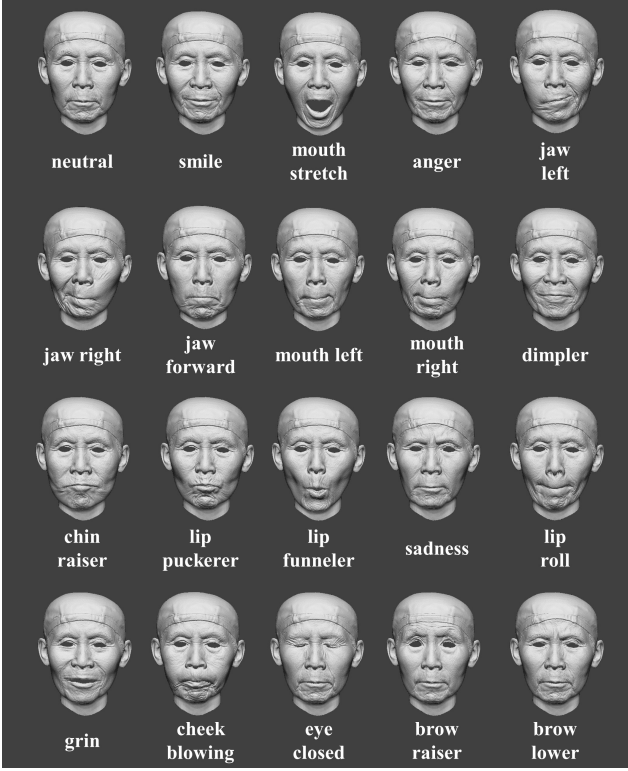 neutral
smile
mouth
stretch
anger
jaw
left
jaw right
jaw
forward
mouth left
mouth
right
dimpler
chin
raiser
lip
puckerer
lip
funneler
sadness
lip
roll
grin
cheek
blowing
eye
closed
brow
raiser
brow
lower